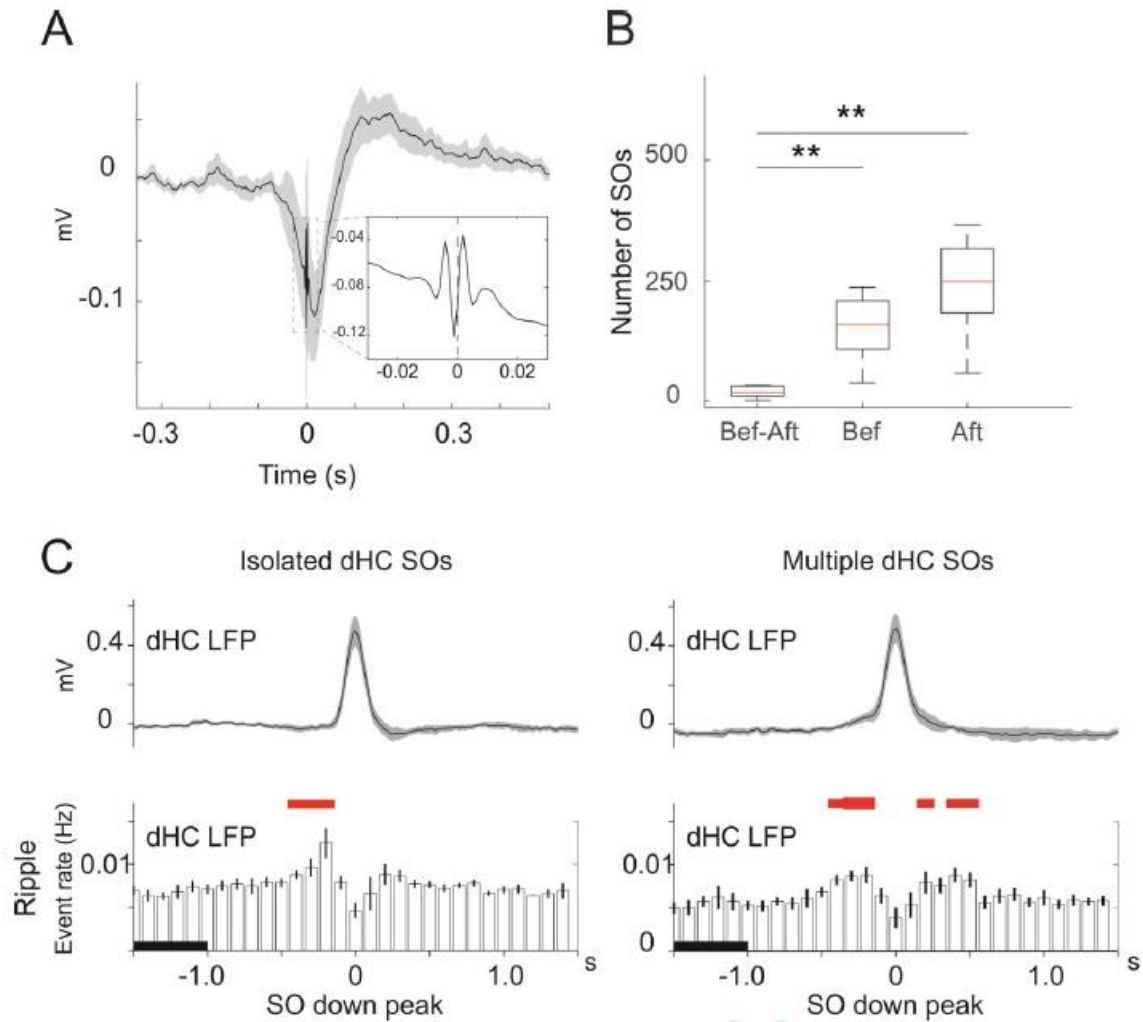 A
0
mV
-0.1
-0.3
0
0.3
Time (s)
-0.04
-0.08
-0.12
-0.02
0
0.02
B
**
**
500
Number of SOs
250
0
Bef-Aft
Bef
Aft
C
Isolated dHC SOs
Multiple dHC SOs
0.4
dHC LFP
mV
0
0.4
dHC LFP
0
Ripple
Event rate (Hz)
dHC LFP
0.01
-1.0
0
1.0
s
SO down peak
dHC LFP
0.01
0
-1.0
0
1.0
s
SO down peak